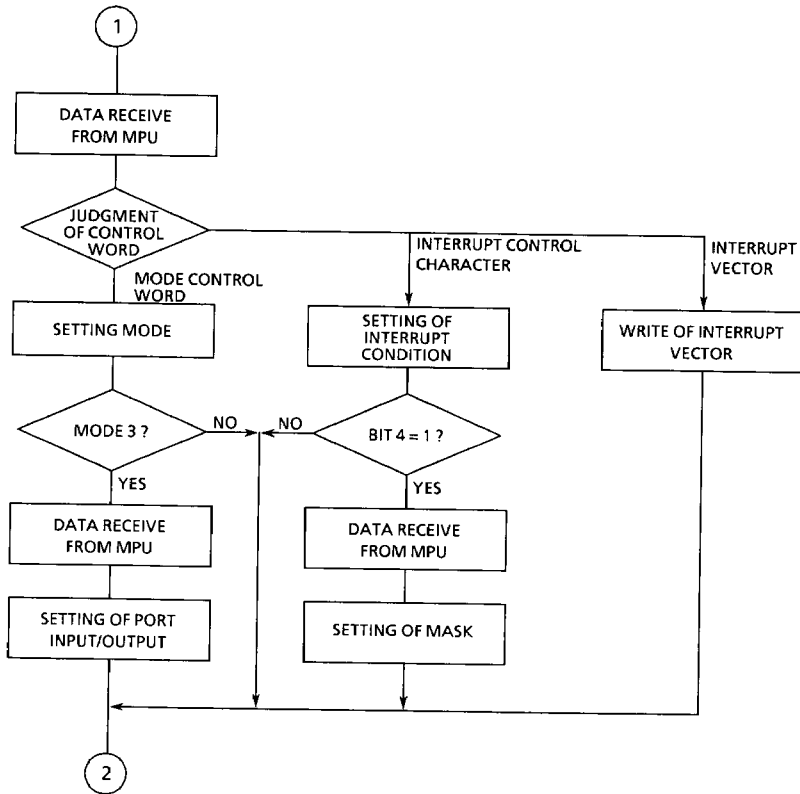 1
DATA RECEIVE
FROM MPU
JUDGMENT
OF CONTROL
WORD
MODE CONTROL
WORD
INTERRUPT CONTROL
CHARACTER
INTERRUPT
VECTOR
SETTING MODE
SETTING OF
INTERRUPT
CONDITION
WRITE OF INTERRUPT
VECTOR
MODE 3 ?
NO
NO
BIT 4 = 1 ?
YES
YES
DATA RECEIVE
FROM MPU
DATA RECEIVE
FROM MPU
SETTING OF PORT
INPUT/OUTPUT
SETTING OF MASK
2